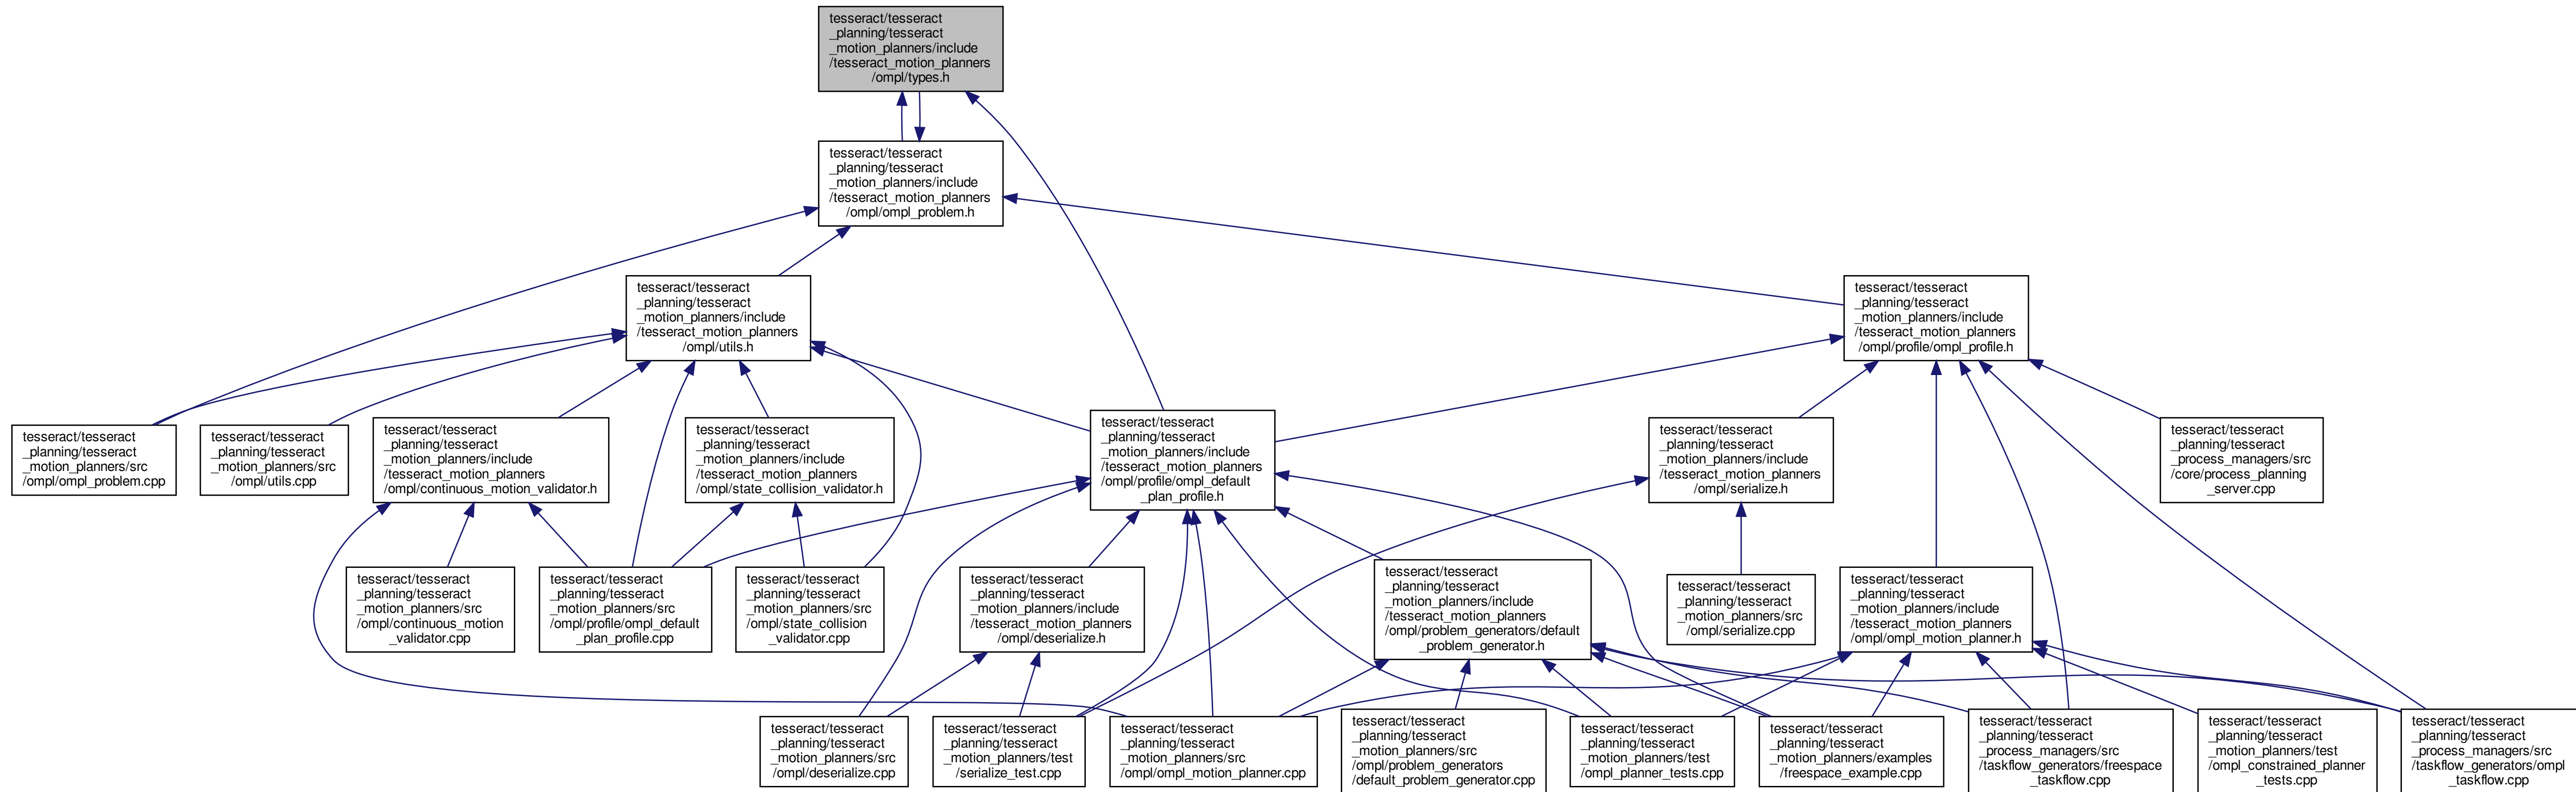 tesseract/tesseract
_planning/tesseract
_motion_planners/include
/tesseract_motion_planners
/ompl/types.h
tesseract/tesseract
_planning/tesseract
_motion_planners/include
/tesseract_motion_planners
/ompl/ompl_problem.h
tesseract/tesseract
_planning/tesseract
_motion_planners/include
/tesseract_motion_planners
/ompl/utils.h
tesseract/tesseract
_planning/tesseract
_motion_planners/include
/tesseract_motion_planners
/ompl/profile/ompl_profile.h
tesseract/tesseract
_planning/tesseract
_motion_planners/src
/ompl/ompl_problem.cpp
tesseract/tesseract
_planning/tesseract
_motion_planners/src
/ompl/utils.cpp
tesseract/tesseract
_planning/tesseract
_motion_planners/include
/tesseract_motion_planners
/ompl/continuous_motion_validator.h
tesseract/tesseract
_planning/tesseract
_motion_planners/include
/tesseract_motion_planners
/ompl/state_collision_validator.h
tesseract/tesseract
_planning/tesseract
_motion_planners/include
/tesseract_motion_planners
/ompl/profile/ompl_default
_plan_profile.h
tesseract/tesseract
_planning/tesseract
_motion_planners/include
/tesseract_motion_planners
/ompl/serialize.h
tesseract/tesseract
_planning/tesseract
_process_managers/src
/core/process_planning
_server.cpp
tesseract/tesseract
_planning/tesseract
_motion_planners/src
/ompl/continuous_motion
_validator.cpp
tesseract/tesseract
_planning/tesseract
_motion_planners/src
/ompl/profile/ompl_default
_plan_profile.cpp
tesseract/tesseract
_planning/tesseract
_motion_planners/src
/ompl/state_collision
_validator.cpp
tesseract/tesseract
_planning/tesseract
_motion_planners/include
/tesseract_motion_planners
/ompl/deserialize.h
tesseract/tesseract
_planning/tesseract
_motion_planners/include
/tesseract_motion_planners
/ompl/problem_generators/default
_problem_generator.h
tesseract/tesseract
_planning/tesseract
_motion_planners/src
/ompl/serialize.cpp
tesseract/tesseract
_planning/tesseract
_motion_planners/include
/tesseract_motion_planners
/ompl/ompl_motion_planner.h
tesseract/tesseract
_planning/tesseract
_motion_planners/src
/ompl/deserialize.cpp
tesseract/tesseract
_planning/tesseract
_motion_planners/test
/serialize_test.cpp
tesseract/tesseract
_planning/tesseract
_motion_planners/src
/ompl/ompl_motion_planner.cpp
tesseract/tesseract
_planning/tesseract
_motion_planners/src
/ompl/problem_generators
/default_problem_generator.cpp
tesseract/tesseract
_planning/tesseract
_motion_planners/test
/ompl_planner_tests.cpp
tesseract/tesseract
_planning/tesseract
_motion_planners/examples
/freespace_example.cpp
tesseract/tesseract
_planning/tesseract
_process_managers/src
/taskflow_generators/freespace
_taskflow.cpp
tesseract/tesseract
_planning/tesseract
_motion_planners/test
/ompl_constrained_planner
_tests.cpp
tesseract/tesseract
_planning/tesseract
_process_managers/src
/taskflow_generators/ompl
_taskflow.cpp